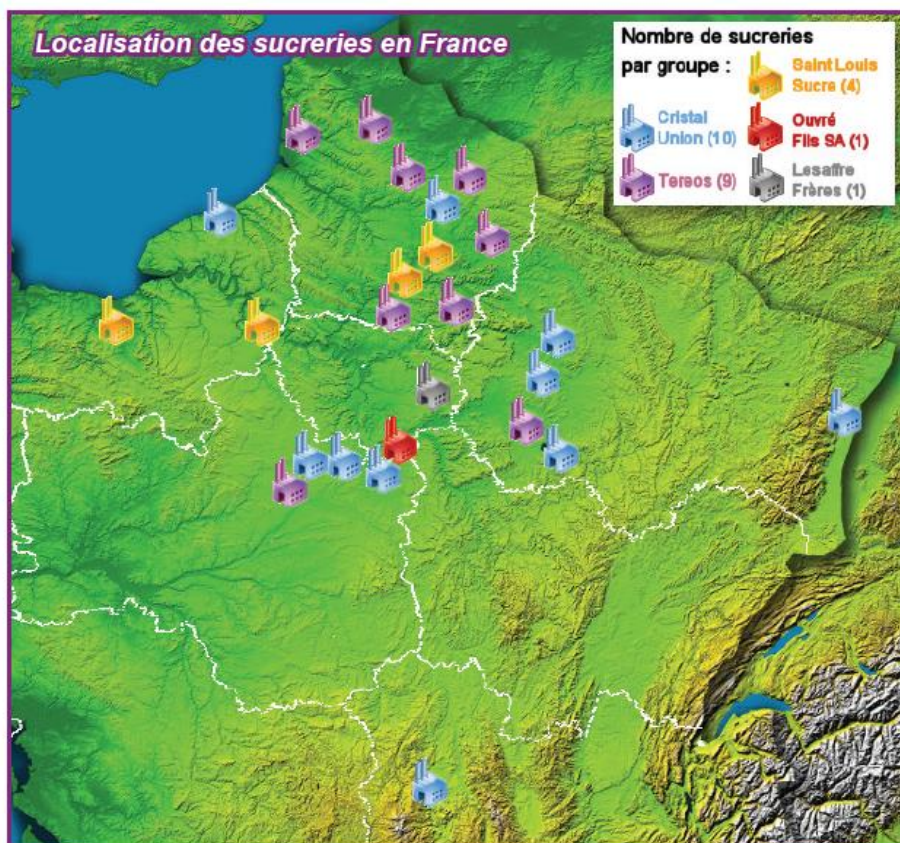 Localisation des sucreries en France
Nombre de sucreries
par groupe :
Saint Louis
Sucre (4)
Cristal
Union (10)
Ouvré
Fils SA (1)
Tereos (9)
Lesaffre
Frères (1)